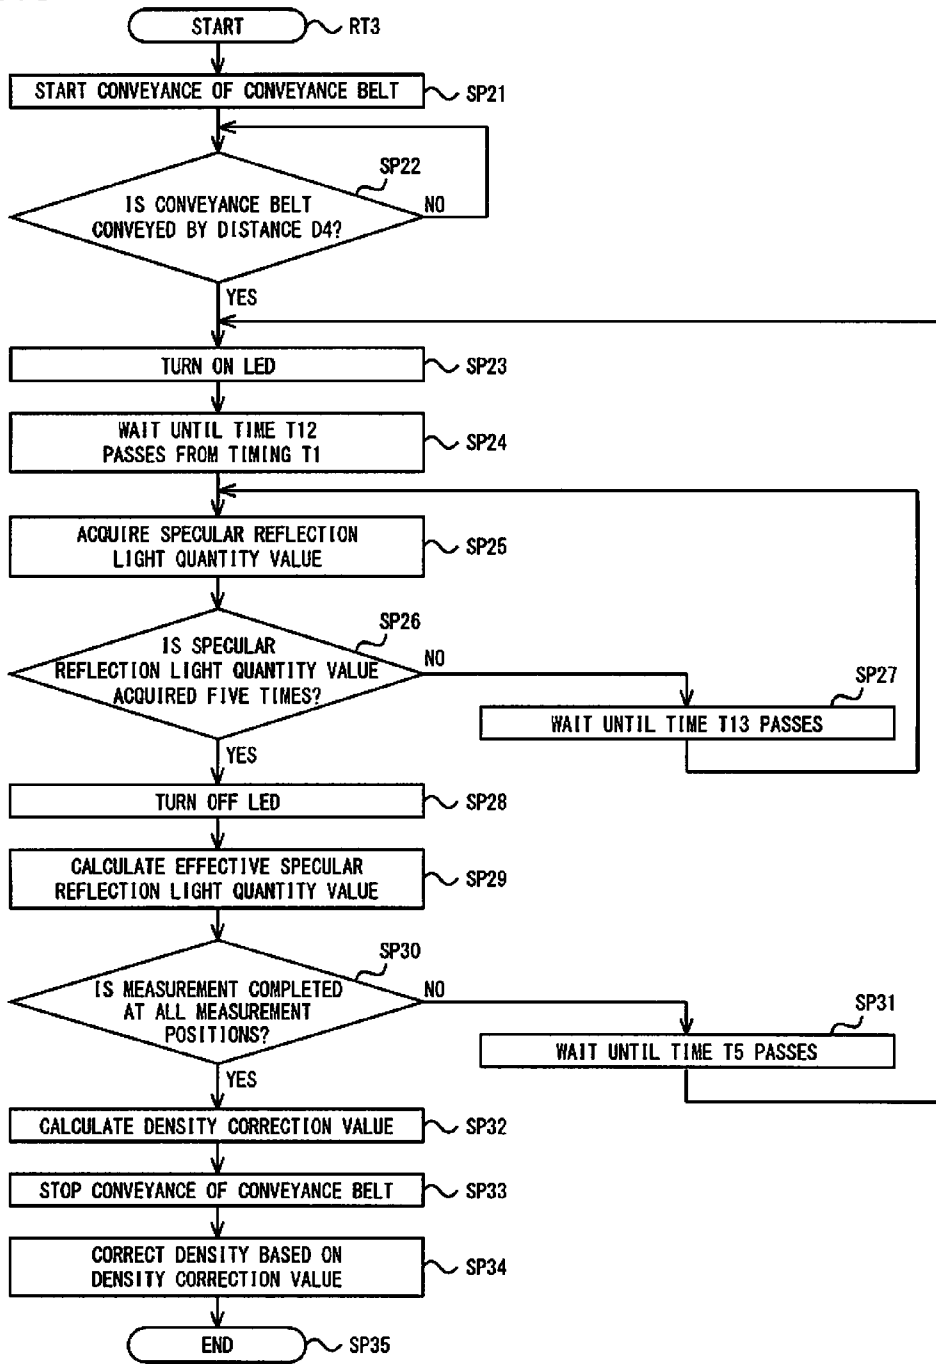 START
RT3
START CONVEYANCE OF CONVEYANCE BELT
SP21
SP22
IS CONVEYANCE BELT
CONVEYED BY DISTANCE D4?
NO
YES
TURN ON LED
SP23
WAIT UNTIL TIME T12
PASSES FROM TIMING T1
SP24
ACQUIRE SPECULAR REFLECTION
LIGHT QUANTITY VALUE
SP25
SP26
IS SPECULAR
REFLECTION LIGHT QUANTITY VALUE
ACQUIRED FIVE TIMES?
NO
SP27
WAIT UNTIL TIME T13 PASSES
YES
TURN OFF LED
SP28
CALCULATE EFFECTIVE SPECULAR
REFLECTION LIGHT QUANTITY VALUE
SP29
SP30
IS MEASUREMENT COMPLETED
AT ALL MEASUREMENT
POSITIONS?
NO
SP31
WAIT UNTIL TIME T5 PASSES
YES
CALCULATE DENSITY CORRECTION VALUE
SP32
STOP CONVEYANCE OF CONVEYANCE BELT
SP33
CORRECT DENSITY BASED ON
DENSITY CORRECTION VALUE
SP34
END
SP35